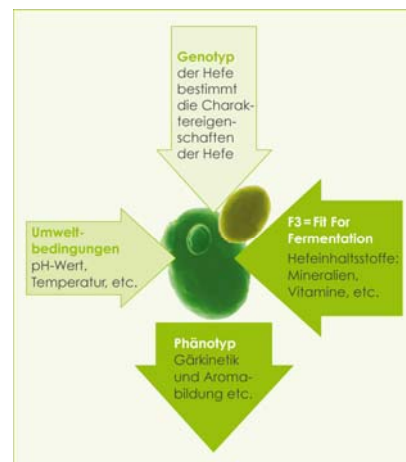 Genotyp
der Hefe
bestimmt
die Charak-
tereigen-
schaften
der Hefe
Umwelt-
bedingungen
pH-Wert,
Temperatur, etc.
F3=Fit For
Fermentation
Hefeinhaltsstoffe:
Mineralien,
Vitamine, etc.
Phänotyp
Gärkinetik
und Aroma-
bildung etc.